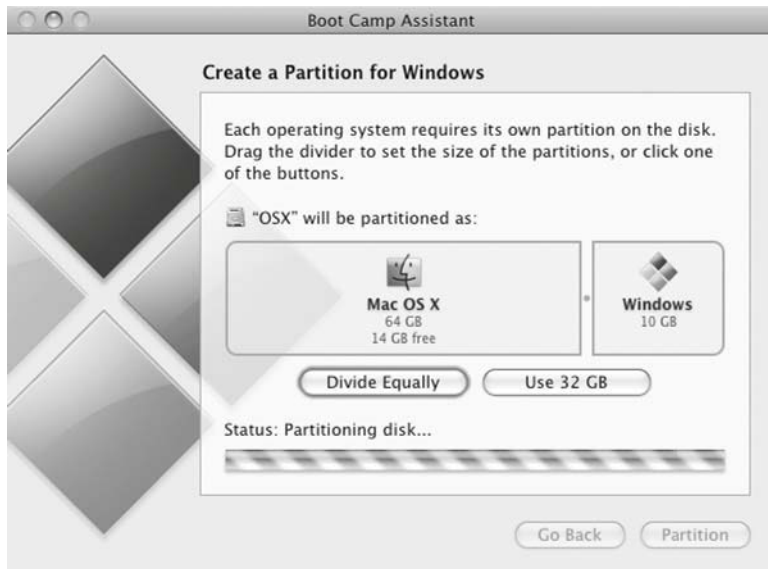 Boot Camp Assistant
Create a Partition for Windows
Each operating system requires its own partition on the disk.
Drag the divider to set the size of the partitions, or click one
of the buttons.
"OSX" will be partitioned as:
Mac OS X
64 GB
14 GB free
Windows
10 GB
Divide Equally
Use 32 GB
Status: Partitioning disk...
Go Back
Partition